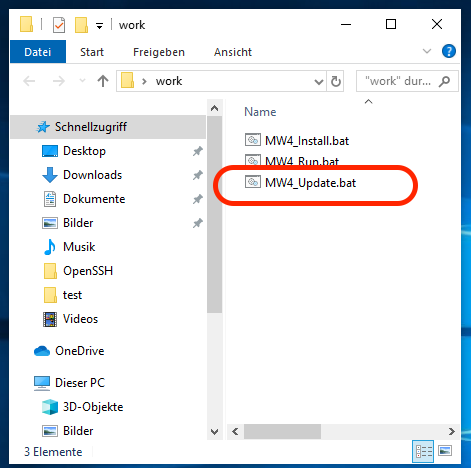 work
Datei Start Freigeben Ansicht
work "work" dur...
Schnellzugriff
Desktop
Downloads
Dokumente
Bilder
Musik
OpenSSH
test
Videos
OneDrive
Dieser PC
3D-Objekte
Bilder
Name
MW4_Install.bat
MW4_Run.bat
MW4_Update.bat
3 Elemente